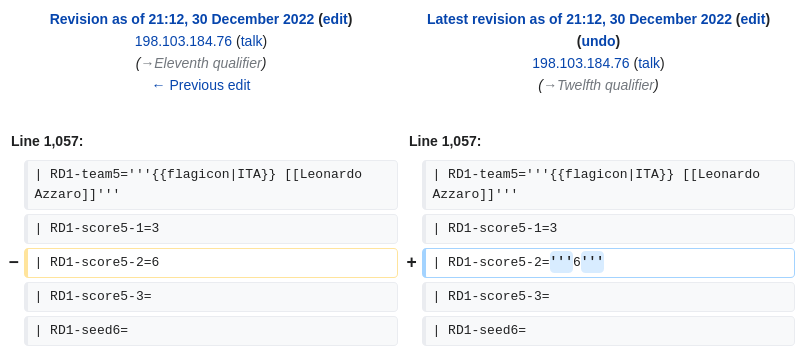 Revision as of 21:12, 30 December 2022 (edit)
198.103.184.76 (talk)
(→Eleventh qualifier)
← Previous edit
Latest revision as of 21:12, 30 December 2022 (edit)
(undo)
198.103.184.76 (talk)
(→Twelfth qualifier)
Line 1,057:
| RD1-team5='''{{flagicon|ITA}} [[Leonardo
Azzaro]]'''
| RD1-score5-1=3
− | RD1-score5-2=6
| RD1-score5-3=
| RD1-seed6=
Line 1,057:
| RD1-team5='''{{flagicon|ITA}} [[Leonardo
Azzaro]]'''
| RD1-score5-1=3
+ | RD1-score5-2='''6'''
| RD1-score5-3=
| RD1-seed6=